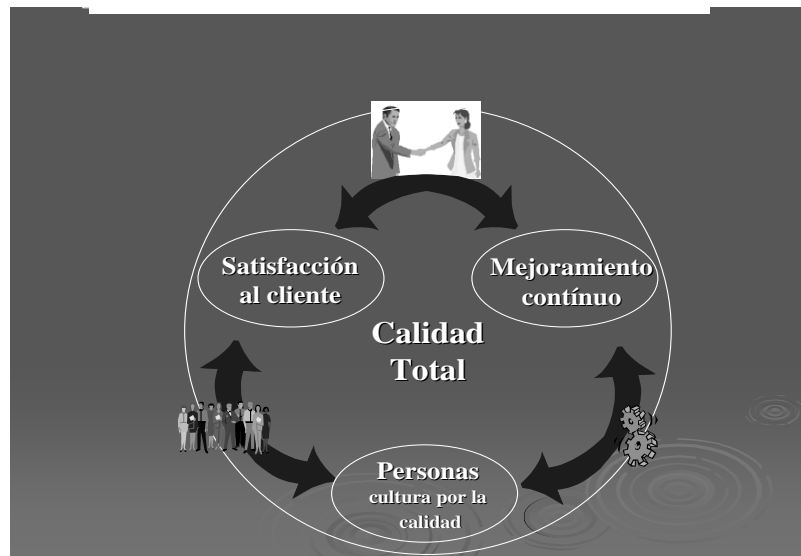 Satisfacción
al cliente
Mejoramiento
contínuo
Calidad
Total
Personas
cultura por la
calidad